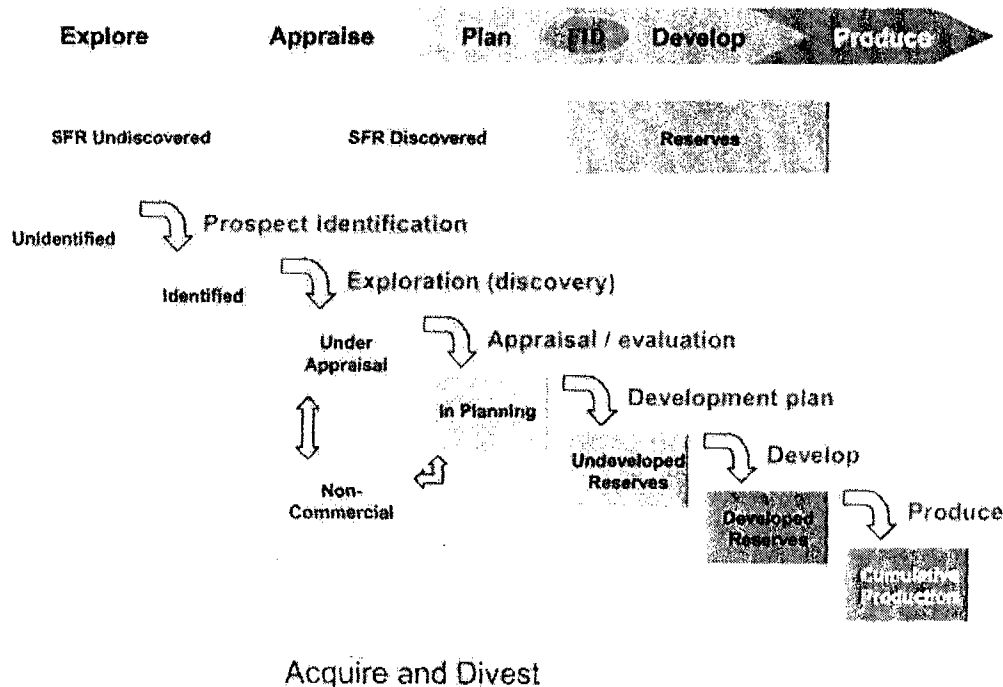 Explore Appraise Plan FID Develop Produce
SFR Undiscovered SFR Discovered Reserves
Prospect identification
Unidentified
Exploration (discovery)
Identified
Appraisal / evaluation
Under
Appraisal
Development plan
In Planning
Develop
Undeveloped
Reserves
Non-
Commercial
Produce
Developed
Reserves
Cumulative
Production
Acquire and Divest